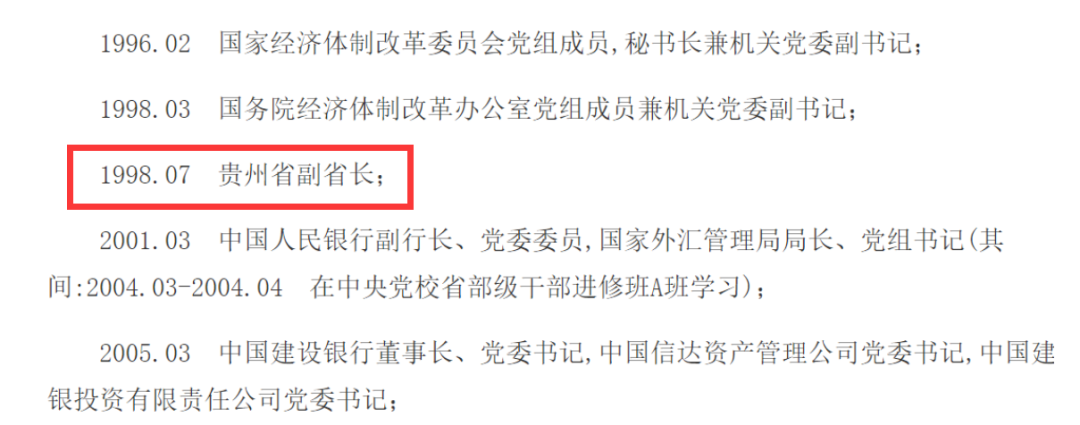 1996.02 国家经济体制改革委员会党组成员,秘书长兼机关党委副书记;
1998.03 国务院经济体制改革办公室党组成员兼机关党委副书记;
1998.07 贵州省副省长;
2001.03 中国人民银行副行长、党委委员,国家外汇管理局局长、党组书记(其
间:2004.03-2004.04 在中央党校省部级干部进修班A班学习);
2005.03 中国建设银行董事长、党委书记,中国信达资产管理公司党委书记,中国建
银投资有限责任公司党委书记;